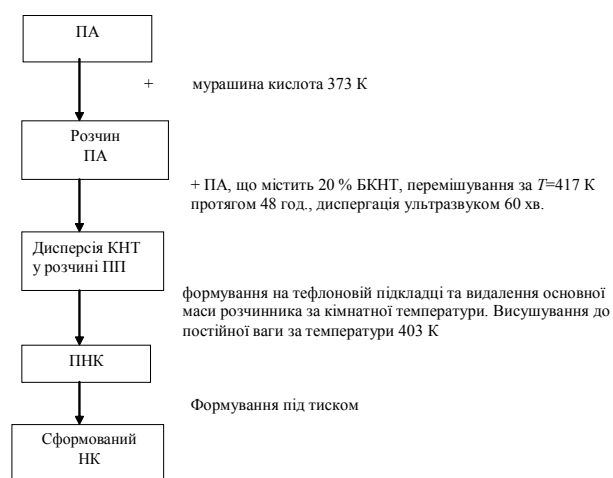 ПА
+ мурашина кислота 373 К
Розчин
ПА
+ ПА, що містить 20 % БКНТ, перемішування за T=417 К
протягом 48 год., диспергація ультразвуком 60 хв.
Дисперсія КНТ
у розчині ПП
формування на тефлоновій підкладці та видалення основної
маси розчинника за кімнатної температури. Висушування до
постійної ваги за температури 403 К
ПНК
Формування під тиском
Сформований
НК